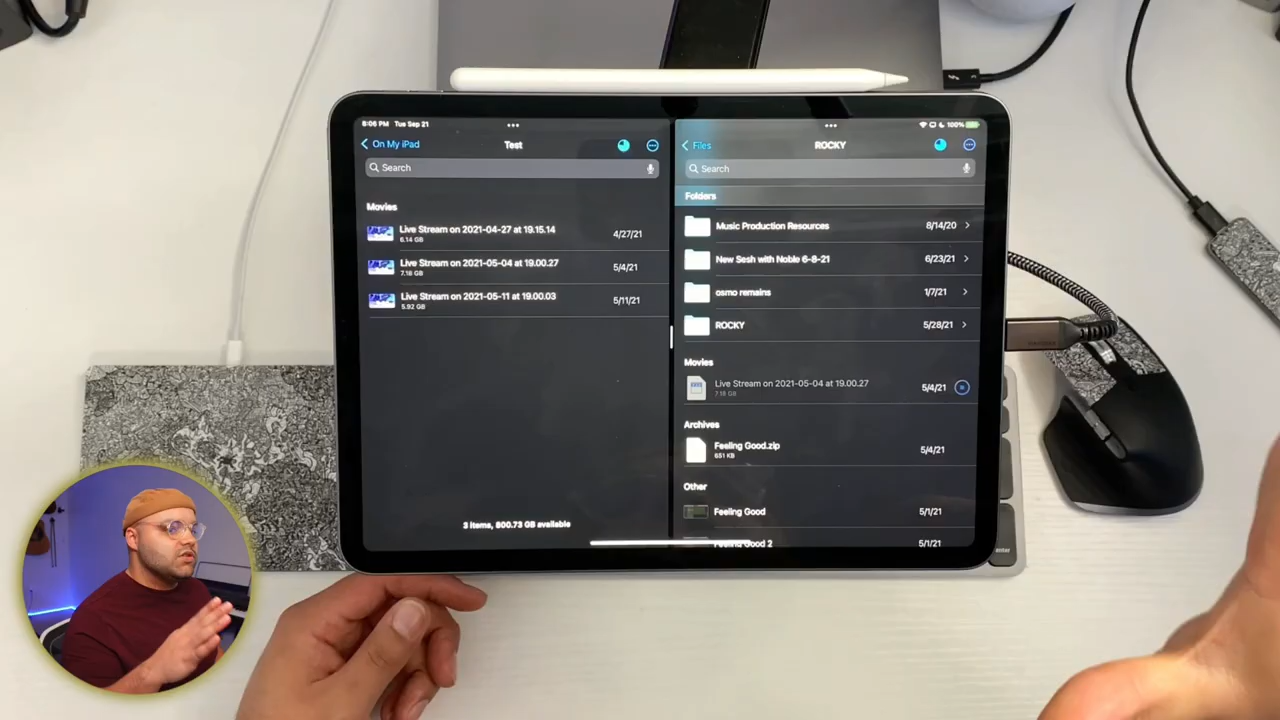 8:06 PM Tue Sep 21
On My iPad
Test
Search
Movies
Live Stream on 2021-04-27 at 19.15.14
4/27/21
6.14 GB
Live Stream on 2021-05-04 at 19.00.27
5/4/21
7.18 GB
Live Stream on 2021-05-11 at 19.00.03
5/11/21
5.92 GB
3 items, 800.73 GB available
100%
Files
ROCKY
Search
Folders
Music Production Resources
8/14/20
New Sesh with Noble 6-8-21
6/23/21
osmo remains
1/7/21
ROCKY
5/28/21
Movies
Live Stream on 2021-05-04 at 19.00.27
5/4/21
7.18 GB
Archives
Feeling Good.zip
5/4/21
651 KB
Other
Feeling Good
5/1/21
Feeling Good 2
5/1/21
enter